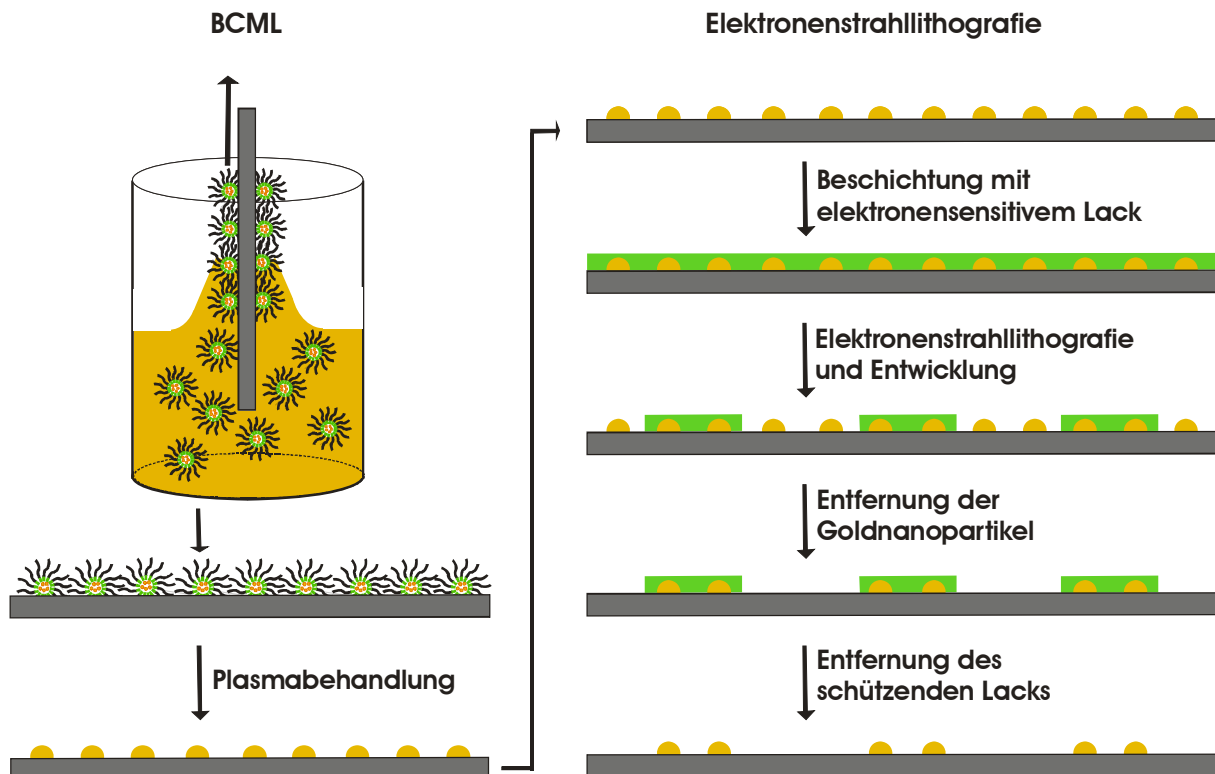 BCML
Plasmabehandlung
Elektronenstrahllithografie
Beschichtung mit
elektronensensitivem Lack
Elektronenstrahllithografie
und Entwicklung
Entfernung der
Goldnanopartikel
Entfernung des
schützenden Lacks